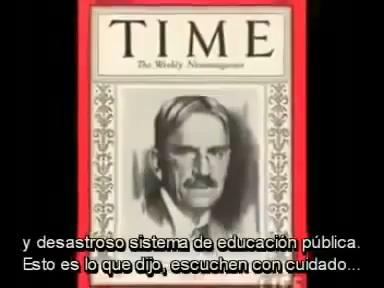 TIME
The Weekly Newsmagazine
y desastroso sistema de educación pública.
Esto es lo que dijo, escuchen con cuidado...